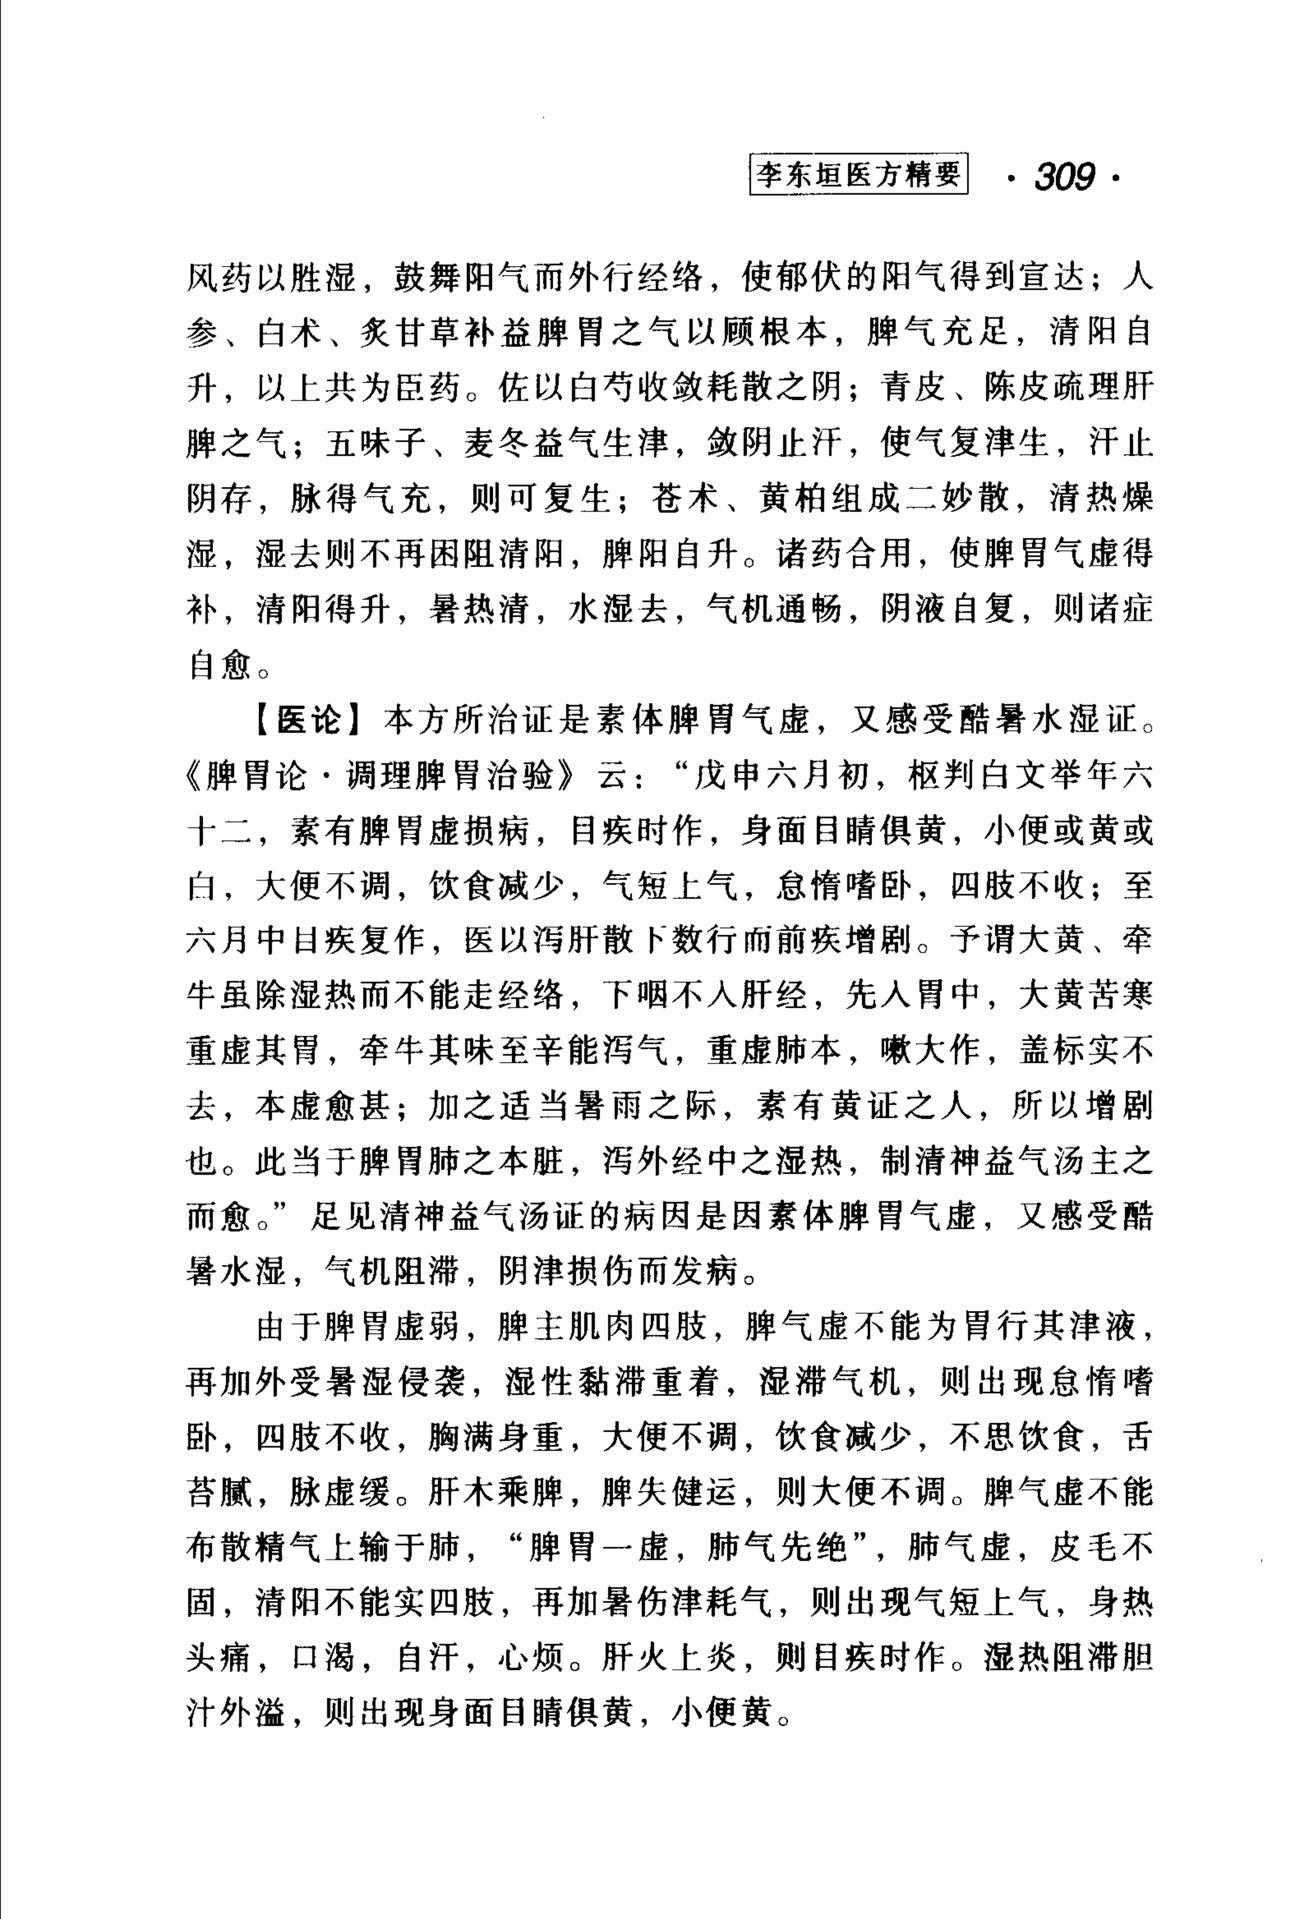 李东垣医方精要 · 309 ·
风药以胜湿，鼓舞阳气而外行经络，使郁伏的阳气得到宣达；人
参、白术、炙甘草补益脾胃之气以顾根本，脾气充足，清阳自
升，以上共为臣药。佐以白芍收敛耗散之阴；青皮、陈皮疏理肝
脾之气；五味子、麦冬益气生津，敛阴止汗，使气复津生，汗止
阴存，脉得气充，则可复生；苍术、黄柏组成二妙散，清热燥
湿，湿去则不再困阻清阳，脾阳自升。诸药合用，使脾胃气虚得
补，清阳得升，暑热清，水湿去，气机通畅，阴液自复，则诸症
自愈。
【医论】本方所治证是素体脾胃气虚，又感受酷暑水湿证。
《脾胃论·调理脾胃治验》云：“戊申六月初，枢判白文举年六
十二，素有脾胃虚损病，目疾时作，身面目睛俱黄，小便或黄或
白，大便不调，饮食减少，气短上气，怠惰嗜卧，四肢不收；至
六月中目疾复作，医以泻肝散下数行而前疾增剧。予谓大黄、牵
牛虽除湿热而不能走经络，下咽不入肝经，先入胃中，大黄苦寒
重虚其胃，牵牛其味至辛能泻气，重虚肺本，嗽大作，盖标实不
去，本虚愈甚；加之适当暑雨之际，素有黄证之人，所以增剧
也。此当于脾胃肺之本脏，泻外经中之湿热，制清神益气汤主之
而愈。”足见清神益气汤证的病因是因素体脾胃气虚，又感受酷
暑水湿，气机阻滞，阴津损伤而发病。
由于脾胃虚弱，脾主肌肉四肢，脾气虚不能为胃行其津液，
再加外受暑湿侵袭，湿性黏滞重着，湿滞气机，则出现怠惰嗜
卧，四肢不收，胸满身重，大便不调，饮食减少，不思饮食，舌
苔腻，脉虚缓。肝木乘脾，脾失健运，则大便不调。脾气虚不能
布散精气上输于肺，“脾胃一虚，肺气先绝”，肺气虚，皮毛不
固，清阳不能实四肢，再加暑伤津耗气，则出现气短上气，身热
头痛，口渴，自汗，心烦。肝火上炎，则目疾时作。湿热阻滞胆
汁外溢，则出现身面目睛俱黄，小便黄。